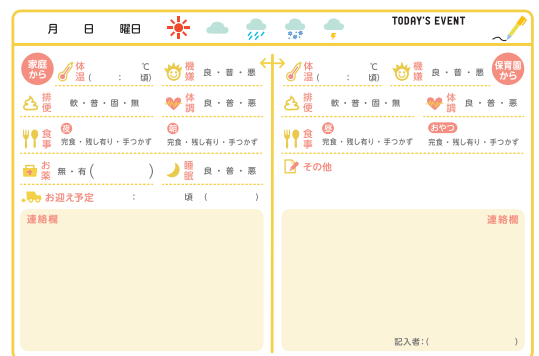 月　日　曜日
TODAY'S EVENT
家庭から
体温　℃　(　：　頃)
機嫌　良・普・悪
排便　軟・普・固・無
体調　良・普・悪
食事　夜　完食・残し有り・手つかず　朝　完食・残し有り・手つかず
お薬　無・有(　)
睡眠　良・普・悪
お迎え予定　：　頃　(　)
連絡欄
保育園から
体温　℃　(　：　頃)
機嫌　良・普・悪
排便　軟・普・固・無
体調　良・普・悪
食事　昼　完食・残し有り・手つかず　おやつ　完食・残し有り・手つかず
その他
連絡欄
記入者：(　)